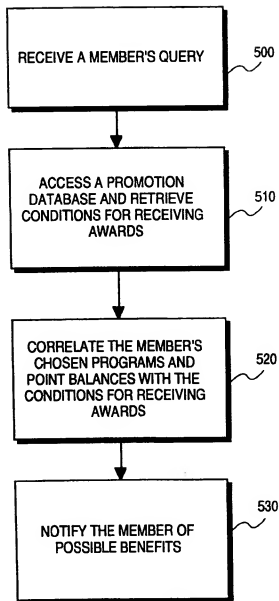 RECEIVE A MEMBER'S QUERY
500
ACCESS A PROMOTION
DATABASE AND RETRIEVE
CONDITIONS FOR RECEIVING
AWARDS
510
CORRELATE THE MEMBER'S
CHOSEN PROGRAMS AND
POINT BALANCES WITH THE
CONDITIONS FOR RECEIVING
AWARDS
520
NOTIFY THE MEMBER OF
POSSIBLE BENEFITS
530